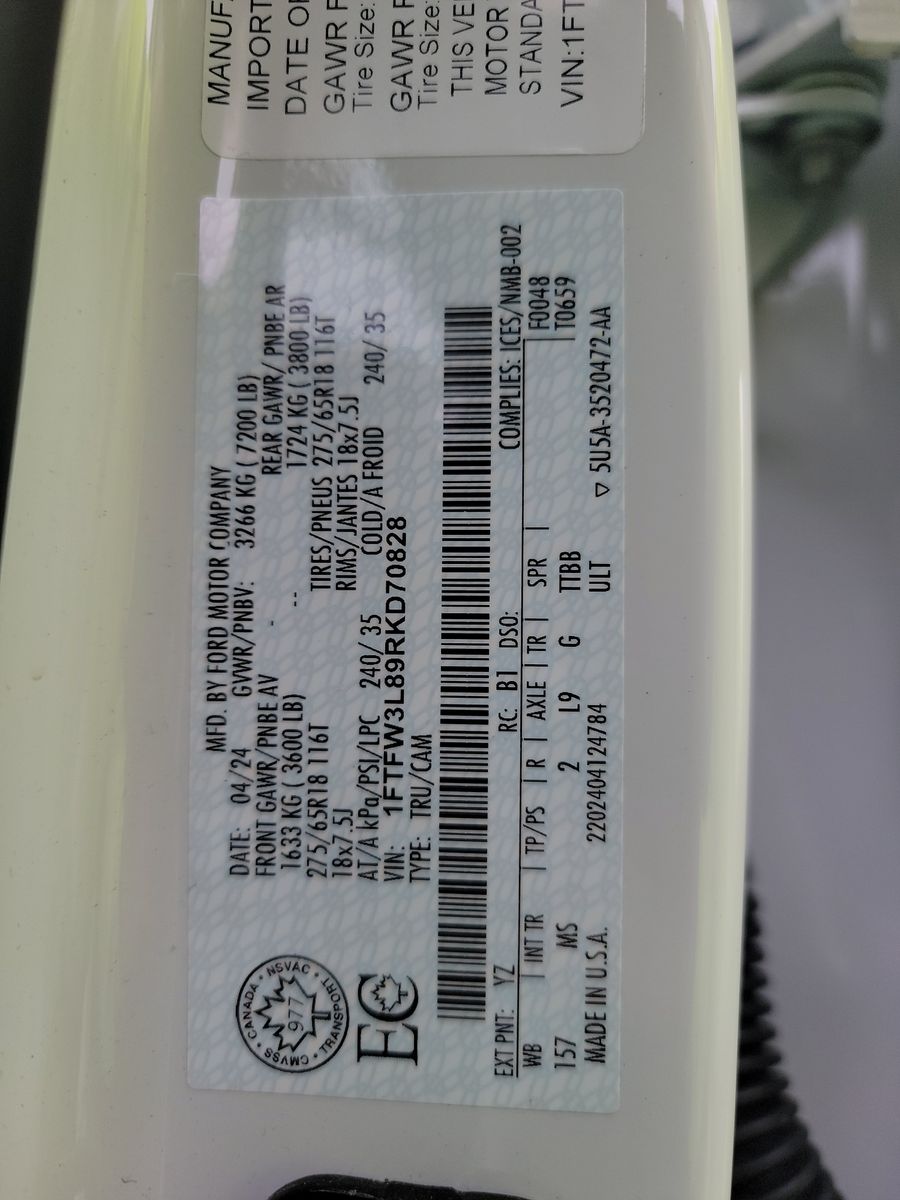 MFD. BY FORD MOTOR COMPANY
DATE: 04/24 GVWR/PNBV: 3266 KG ( 7200 LB)
FRONT GAWR/PNBE AV - REAR GAWR/ PNBE AR
1633 KG ( 3600 LB) -- 1724 KG ( 3800 LB)
275/65R18 116T TIRES/PNEUS 275/65R18 116T
18x7.5J RIMS/JANTES 18x7.5J
AT/A kPa/PSI/LPC 240/ 35 COLD/A FROID 240/ 35
VIN: 1FTFW3L89RKD70828
TYPE: TRU/CAM
CANADA • NSVAC • TRANSPORT • CMVSS •
977
EC
EXT PNT: YZ RC: B1 DSO: COMPLIES: ICES/NMB-002
WB | INT TR | TP/PS | R | AXLE | TR | SPR | F0048
157 MS 2 L9 G TTBB T0659
MADE IN U.S.A. 2202404124784 ULT ▽ 5U5A-3520472-AA
MANUF
IMPORT
DATE O
GAWR F
Tire Size:
GAWR F
Tire Size:
THIS VE
MOTOR
STANDA
VIN:1FT